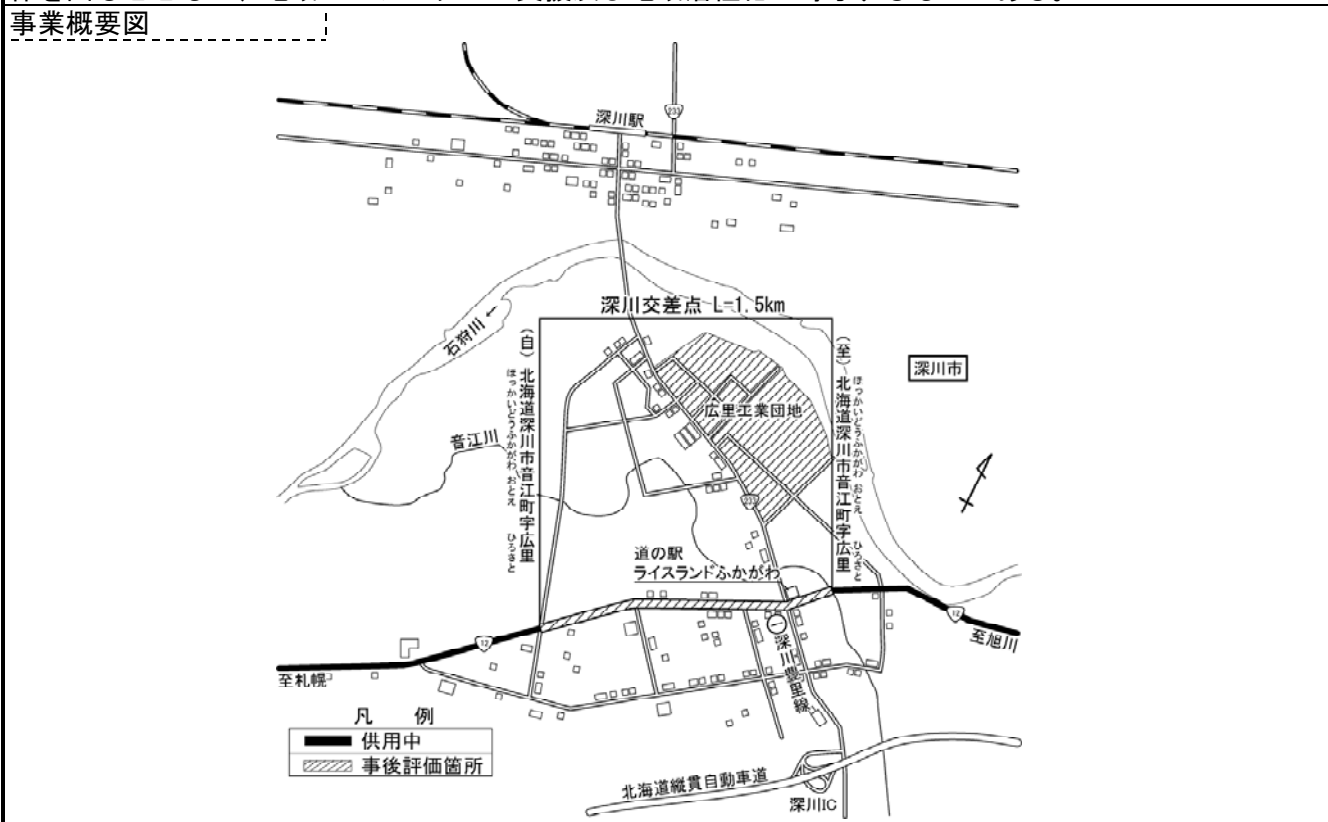 事業概要図
深川駅
233
深川交差点 L=1.5km
石狩川 ←
(自)北海道深川市音江町字広里
ほっかいどうふかがわ おとえ ひろさと
(至)北海道深川市音江町字広里
ほっかいどうふかがわ おとえ ひろさと
深川市
広里工業団地
音江川
233
道の駅
ライスランドふかがわ
12
至旭川
12
至札幌
一
深川豊里線
凡 例
供用中
事後評価箇所
北海道縦貫自動車道
深川IC